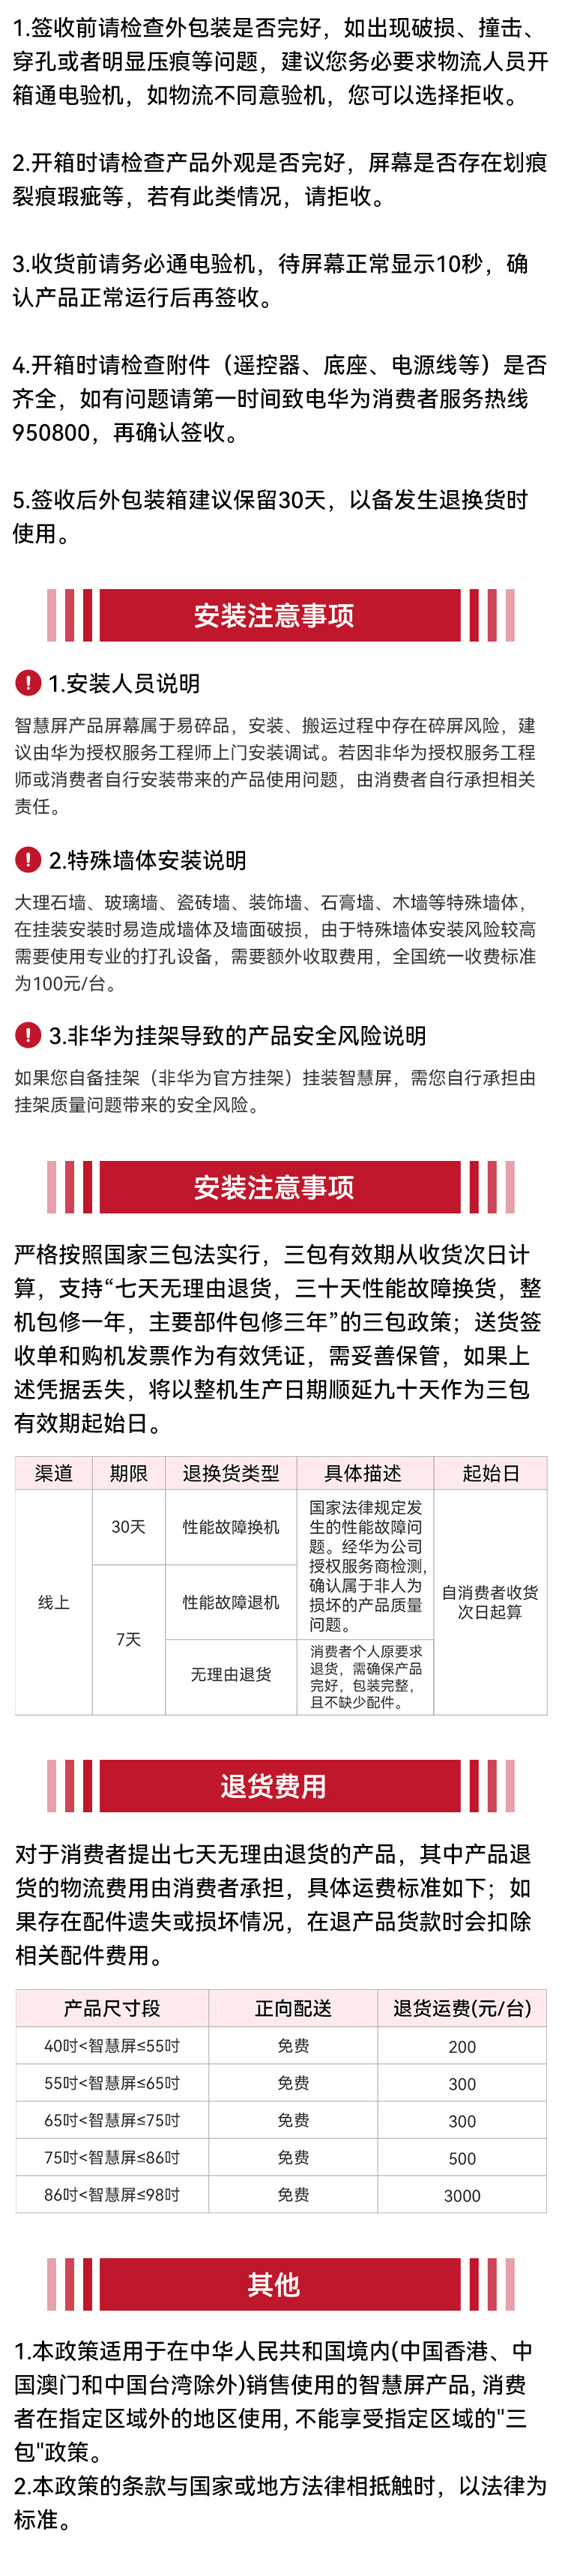 1.签收前请检查外包装是否完好，如出现破损、撞击、
穿孔或者明显压痕等问题，建议您务必要求物流人员开
箱通电验机，如物流不同意验机，您可以选择拒收。
2.开箱时请检查产品外观是否完好，屏幕是否存在划痕
裂痕瑕疵等，若有此类情况，请拒收。
3.收货前请务必通电验机，待屏幕正常显示10秒，确
认产品正常运行后再签收。
4.开箱时请检查附件（遥控器、底座、电源线等）是否
齐全，如有问题请第一时间致电华为消费者服务热线
950800，再确认签收。
5.签收后外包装箱建议保留30天，以备发生退换货时
使用。
安装注意事项
! 1.安装人员说明
智慧屏产品屏幕属于易碎品，安装、搬运过程中存在碎屏风险，建
议由华为授权服务工程师上门安装调试。若因非华为授权服务工程
师或消费者自行安装带来的产品使用问题，由消费者自行承担相关
责任。
! 2.特殊墙体安装说明
大理石墙、玻璃墙、瓷砖墙、装饰墙、石膏墙、木墙等特殊墙体，
在挂装安装时易造成墙体及墙面破损，由于特殊墙体安装风险较高
需要使用专业的打孔设备，需要额外收取费用，全国统一收费标准
为100元/台。
! 3.非华为挂架导致的产品安全风险说明
如果您自备挂架（非华为官方挂架）挂装智慧屏，需您自行承担由
挂架质量问题带来的安全风险。
安装注意事项
严格按照国家三包法实行，三包有效期从收货次日计
算，支持“七天无理由退货，三十天性能故障换货，整
机包修一年，主要部件包修三年”的三包政策；送货签
收单和购机发票作为有效凭证，需妥善保管，如果上
述凭据丢失，将以整机生产日期顺延九十天作为三包
有效期起始日。
渠道 期限 退换货类型 具体描述 起始日
线上
30天 性能故障换机
7天
性能故障退机
国家法律规定发
生的性能故障问
题。经华为公司
授权服务商检测,
确认属于非人为
损坏的产品质量
问题。
无理由退货
消费者个人原要求
退货，需确保产品
完好，包装完整，
且不缺少配件。
自消费者收货
次日起算
退货费用
对于消费者提出七天无理由退货的产品，其中产品退
货的物流费用由消费者承担，具体运费标准如下；如
果存在配件遗失或损坏情况，在退产品货款时会扣除
相关配件费用。
产品尺寸段 正向配送 退货运费(元/台)
40吋<智慧屏≤55吋 免费 200
55吋<智慧屏≤65吋 免费 300
65吋<智慧屏≤75吋 免费 300
75吋<智慧屏≤86吋 免费 500
86吋<智慧屏≤98吋 免费 3000
其他
1.本政策适用于在中华人民共和国境内(中国香港、中
国澳门和中国台湾除外)销售使用的智慧屏产品, 消费
者在指定区域外的地区使用, 不能享受指定区域的"三
包"政策。
2.本政策的条款与国家或地方法律相抵触时，以法律为
标准。